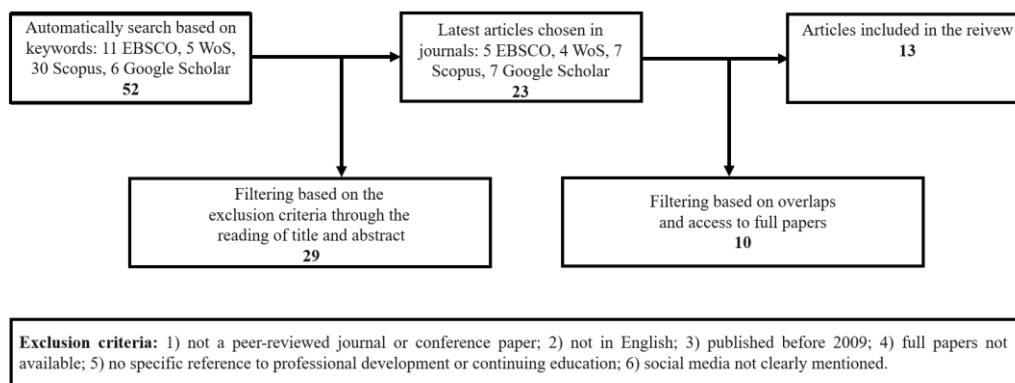 Automatically search based on
keywords: 11 EBSCO, 5 WoS,
30 Scopus, 6 Google Scholar
52
Latest articles chosen in
journals: 5 EBSCO, 4 WoS, 7
Scopus, 7 Google Scholar
23
Articles included in the reivew
13
Filtering based on the
exclusion criteria through the
reading of title and abstract
29
Filtering based on overlaps
and access to full papers
10
Exclusion criteria: 1) not a peer-reviewed journal or conference paper; 2) not in English; 3) published before 2009; 4) full papers not
available; 5) no specific reference to professional development or continuing education; 6) social media not clearly mentioned.